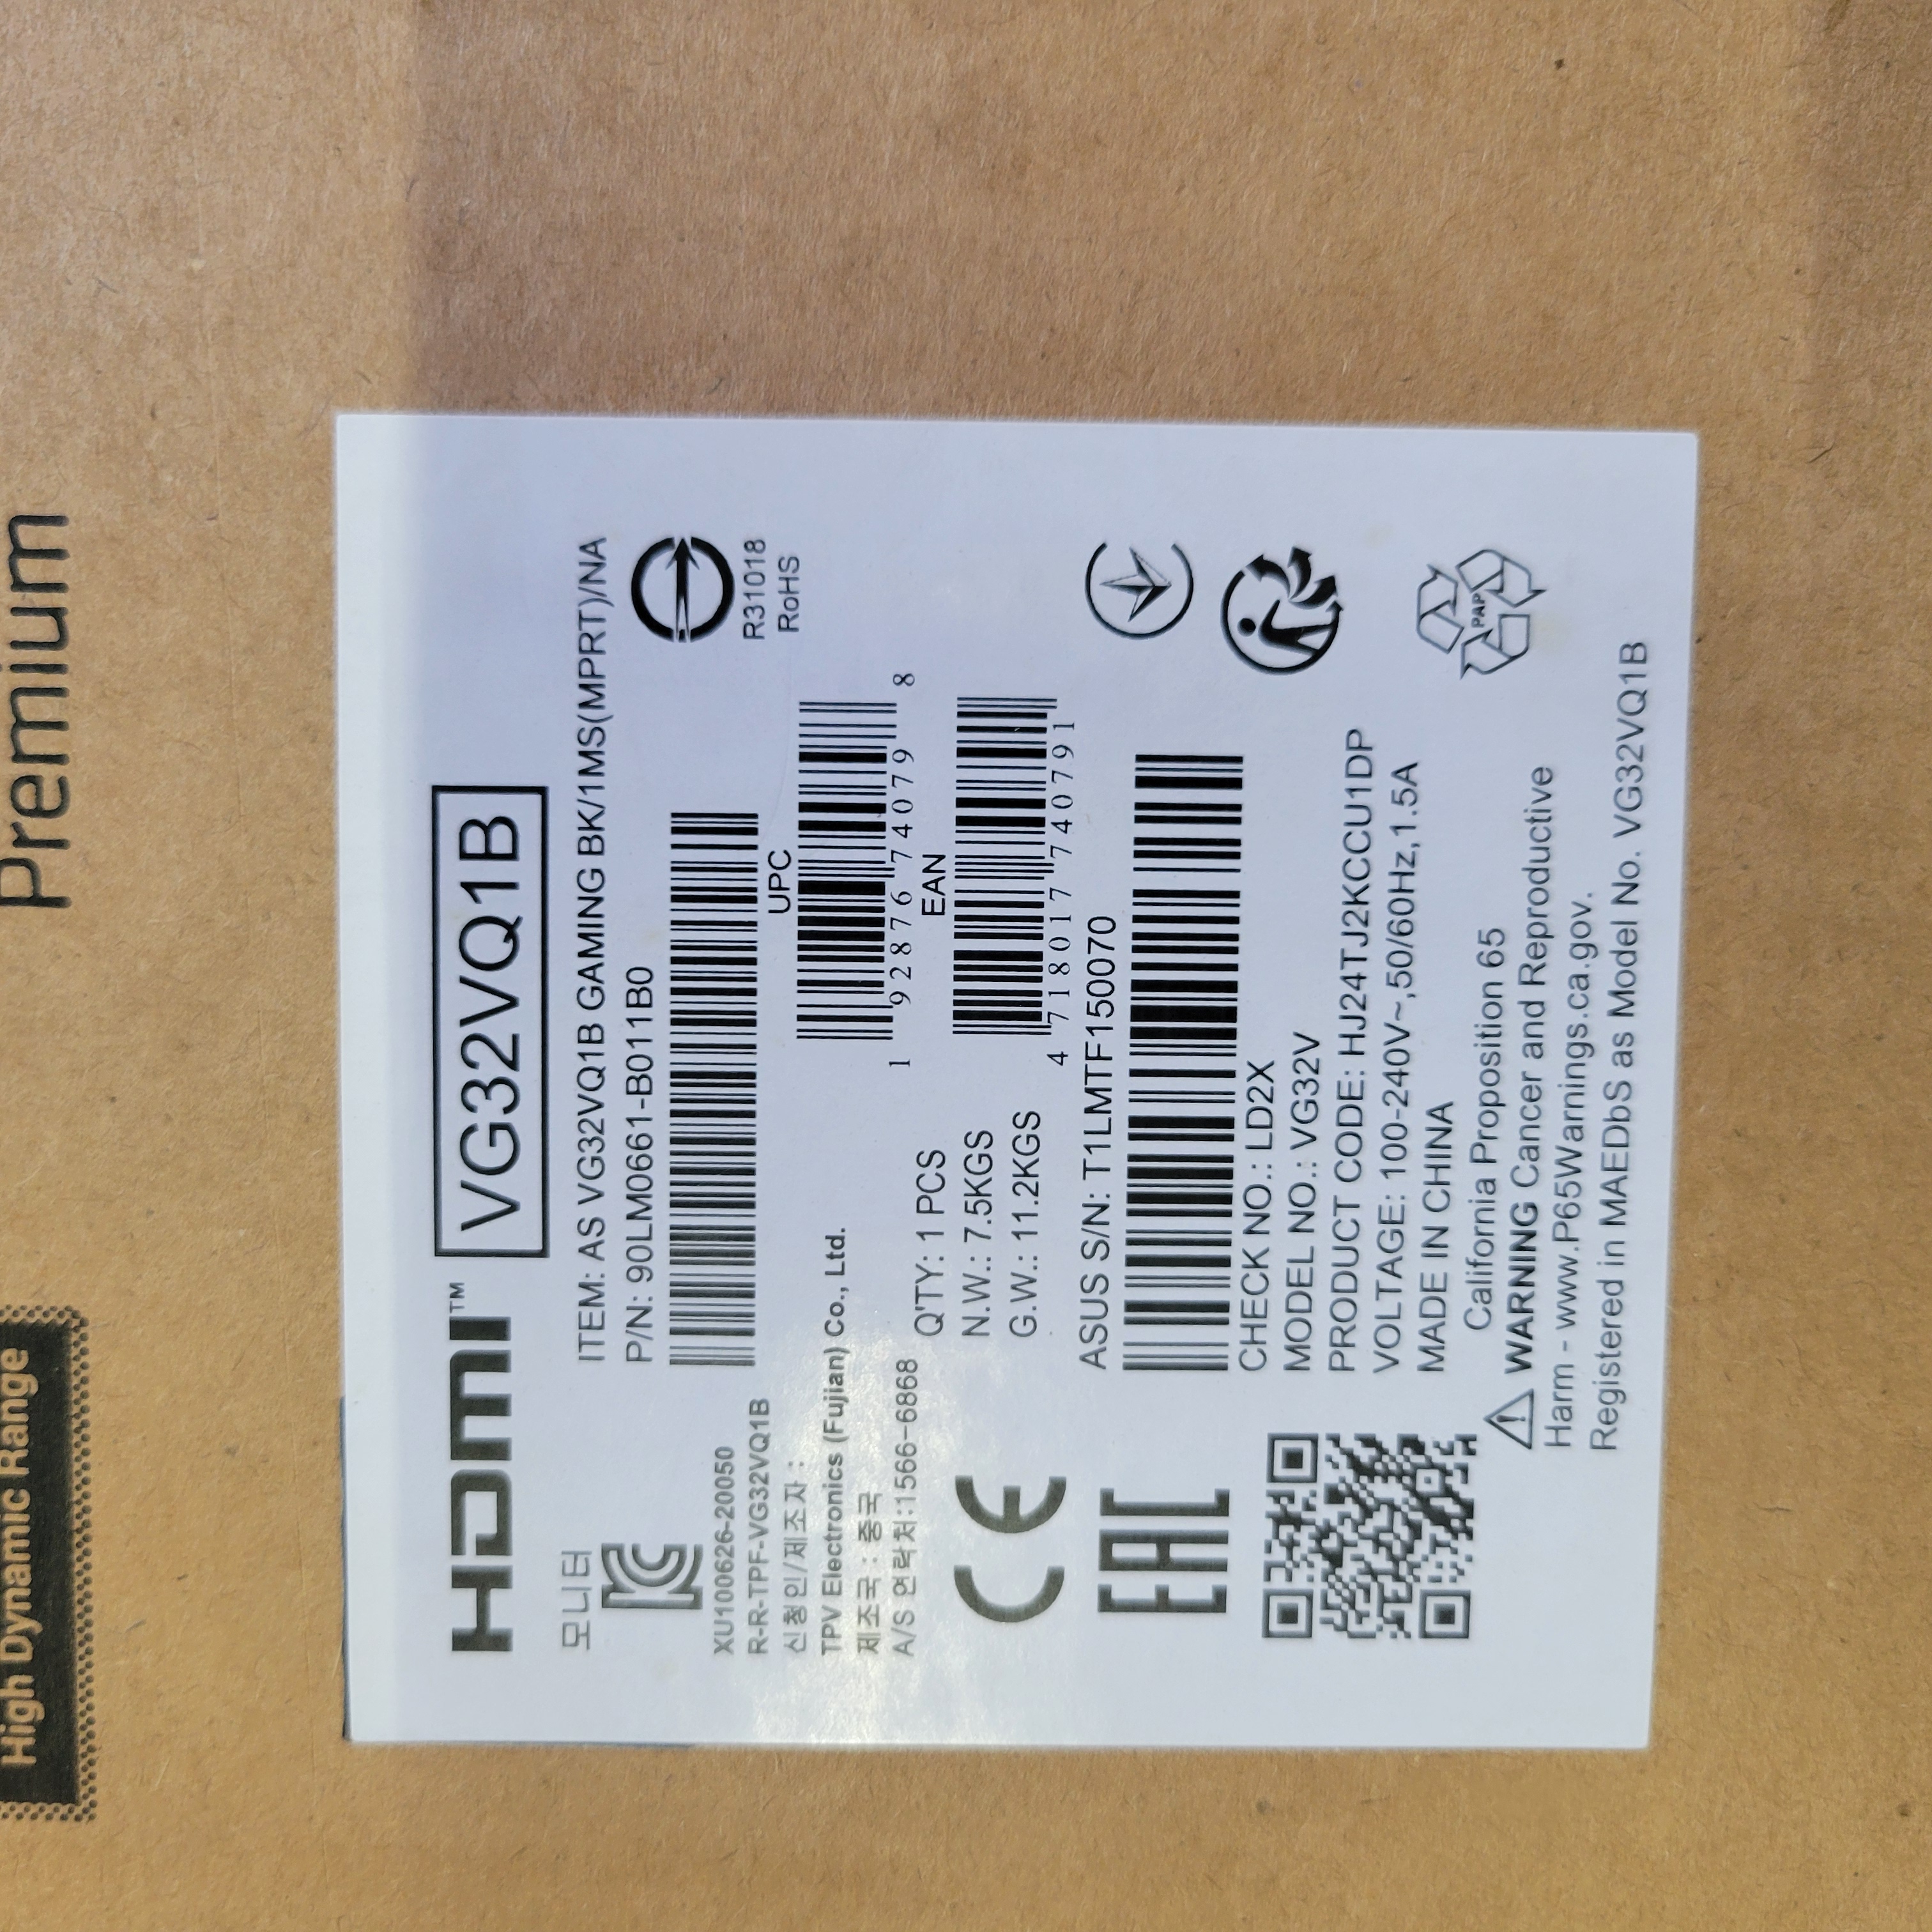 High Dynamic Range
Premium
HDMI™ VG32VQ1B
모니터
XU100626-20050
R-R-TPF-VG32VQ1B
신청인/제조자 :
TPV Electronics (Fujian) Co., Ltd.
제조국 : 중국
A/S 연락처:1566-6868
CE
EAC
ITEM: AS VG32VQ1B GAMING BK/1MS(MPRT)/NA
P/N: 90LM0661-B011B0
R31018
RoHS
UPC
1 92876 74079 8
Q'TY: 1 PCS
N.W.: 7.5KGS
G.W.: 11.2KGS
EAN
4 718017 740791
ASUS S/N: T1LMTF150070
CHECK NO.: LD2X
MODEL NO.: VG32V
PRODUCT CODE: HJ24TJ2KCCU1DP
VOLTAGE: 100-240V~,50/60Hz,1.5A
MADE IN CHINA
PAP
California Proposition 65
WARNING Cancer and Reproductive
Harm - www.P65Warnings.ca.gov.
Registered in MAEDbS as Model No. VG32VQ1B